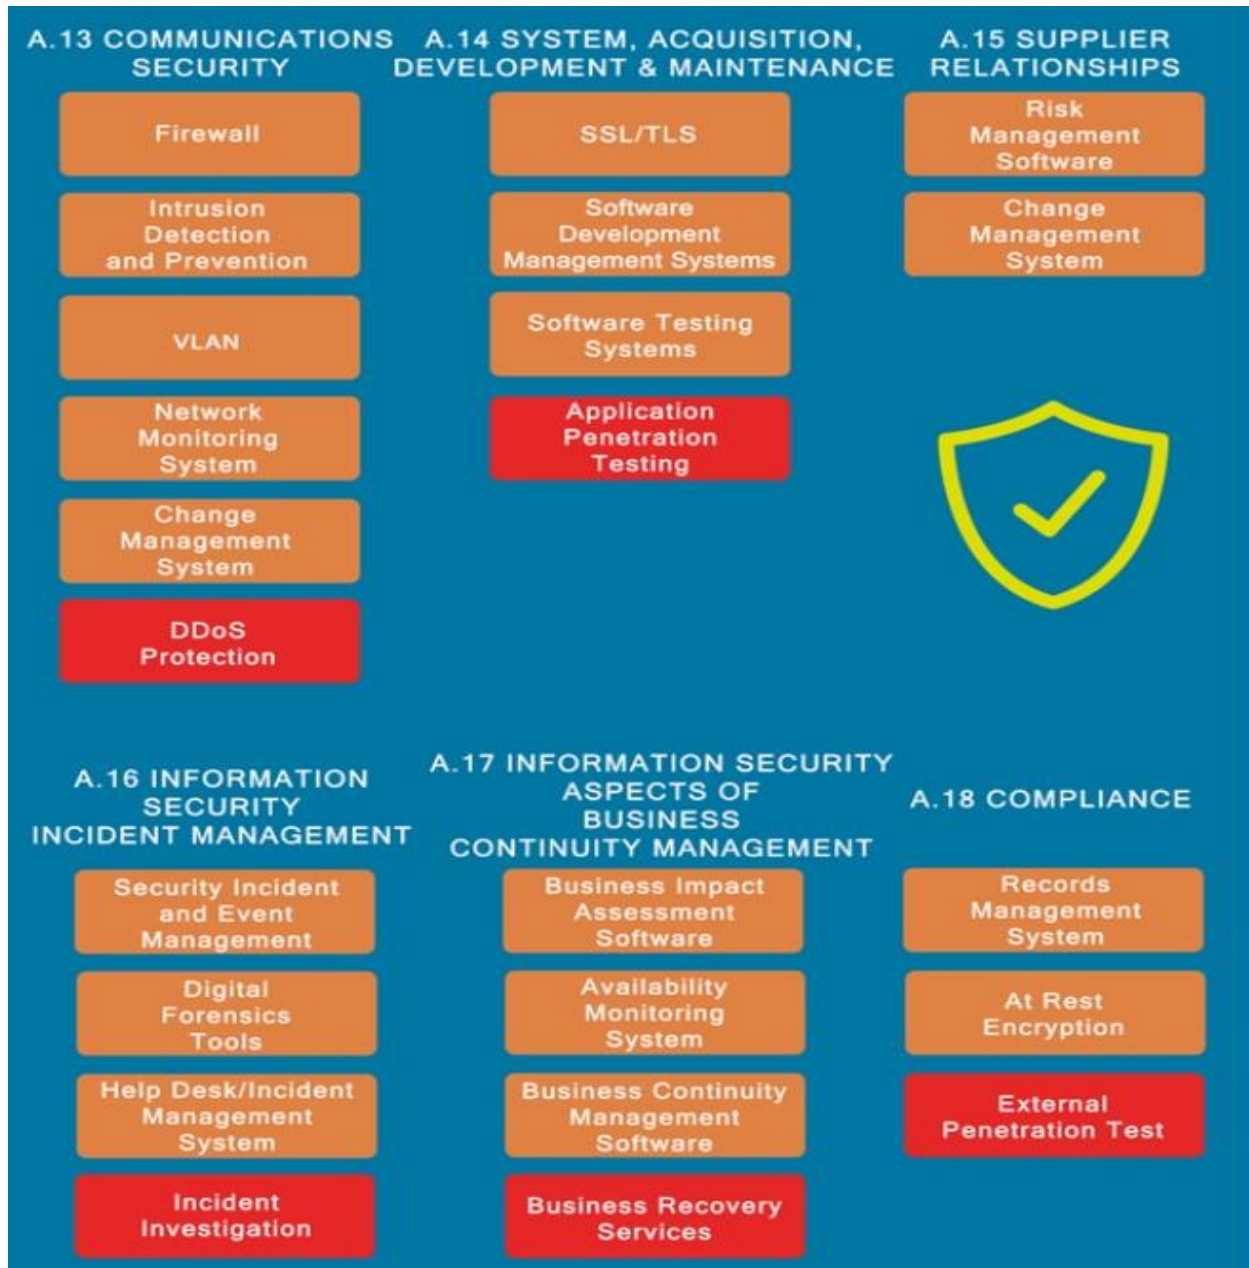 A.13 COMMUNICATIONS
SECURITY
Firewall
Intrusion
Detection
and Prevention
VLAN
Network
Monitoring
System
Change
Management
System
DDoS
Protection
A.14 SYSTEM, ACQUISITION,
DEVELOPMENT & MAINTENANCE
SSL/TLS
Software
Development
Management Systems
Software Testing
Systems
Application
Penetration
Testing
A.15 SUPPLIER
RELATIONSHIPS
Risk
Management
Software
Change
Management
System
A.16 INFORMATION
SECURITY
INCIDENT MANAGEMENT
Security Incident
and Event
Management
Digital
Forensics
Tools
Help Desk/Incident
Management
System
Incident
Investigation
A.17 INFORMATION SECURITY
ASPECTS OF
BUSINESS
CONTINUITY MANAGEMENT
Business Impact
Assessment
Software
Availability
Monitoring
System
Business Continuity
Management
Software
Business Recovery
Services
A.18 COMPLIANCE
Records
Management
System
At Rest
Encryption
External
Penetration Test